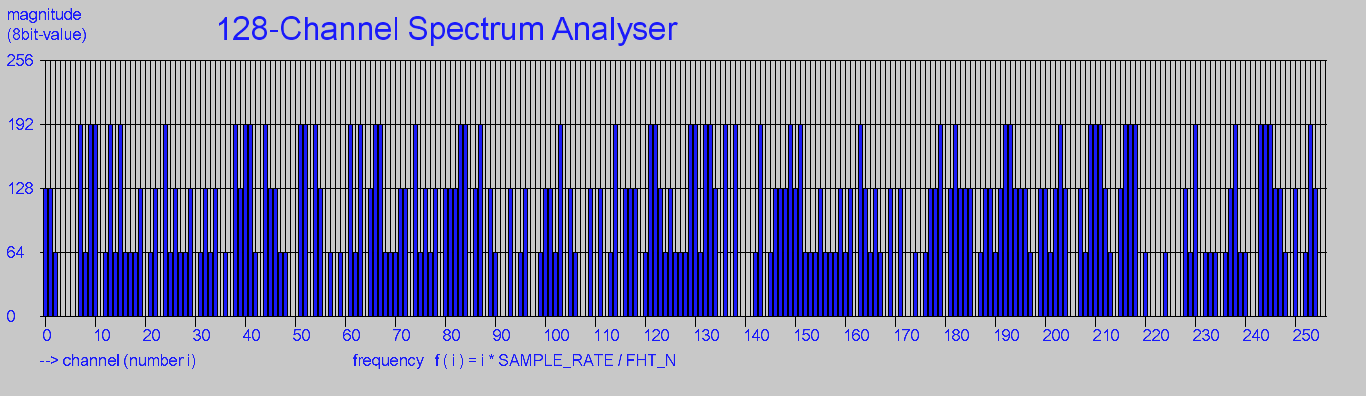 magnitude
(8bit-value)
128-Channel Spectrum Analyser
256
192
128
64
0
0 10 20 30 40 50 60 70 80 90 100 110 120 130 140 150 160 170 180 190 200 210 220 230 240 250
--> channel (number i)
frequency f ( i ) = i * SAMPLE_RATE / FHT_N